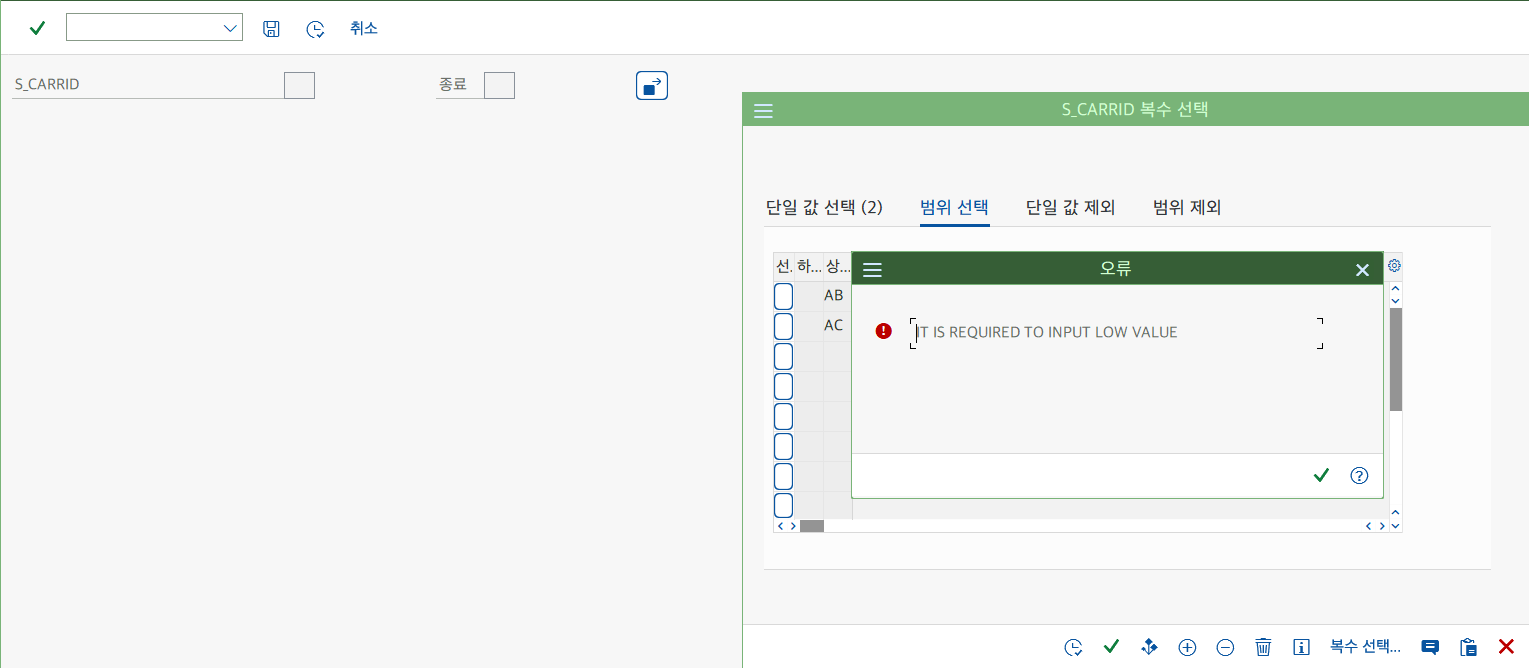 취소
S_CARRID
종료
S_CARRID 복수 선택
단일 값 선택 (2) 범위 선택 단일 값 제외 범위 제외
선. 하... 상...
오류
AB
AC
IT IS REQUIRED TO INPUT LOW VALUE
복수 선택...